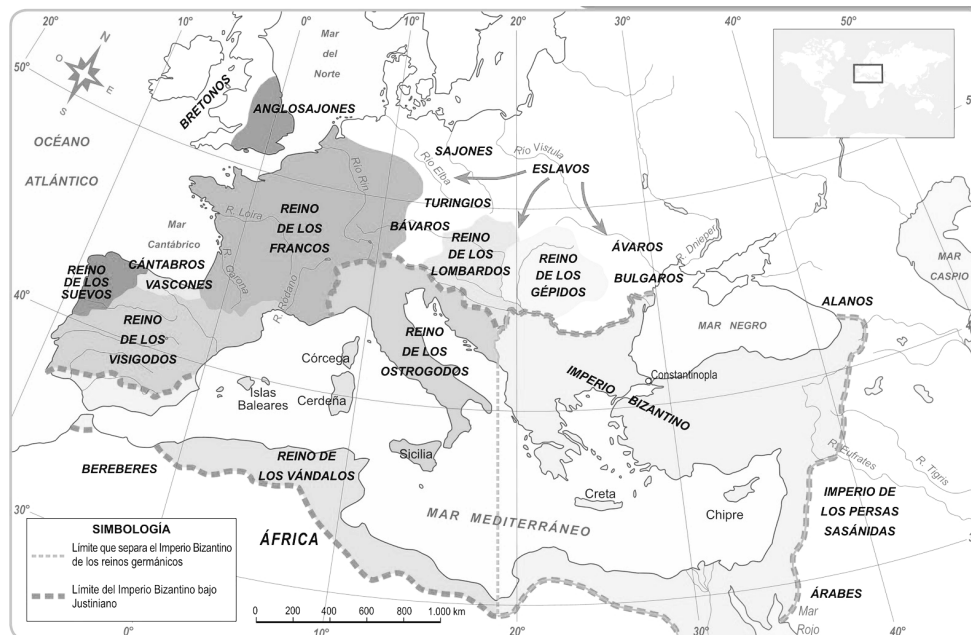 20°
10°
0°
10°
20°
30°
40°
50°
50°
40°
30°
N
O
E
S
Mar
del
Norte
OCÉANO
ATLÁNTICO
BRETONOS
ANGLOSAJONES
SAJONES
Río Elba
Río Vístula
ESLAVOS
Río Rin
TURINGIOS
BÁVAROS
REINO
DE LOS
FRANCOS
R. Loira
R. Garona
R. Ródano
Mar
Cantábrico
CÁNTABROS
VASCONES
REINO
DE LOS
SUEVOS
REINO
DE LOS
VISIGODOS
REINO
DE LOS
LOMBARDOS
REINO
DE LOS
GÉPIDOS
ÁVAROS
BULGAROS
R. Dnieper
MAR
CASPIO
ALANOS
MAR NEGRO
REINO
DE LOS
OSTROGODOS
Córcega
Cerdeña
Islas
Baleares
Constantinopla
IMPERIO
BIZANTINO
Sicilia
REINO DE
LOS VÁNDALOS
BEREBERES
ÁFRICA
Creta
Chipre
MAR MEDITERRÁNEO
R. Eufrates
R. Tigris
IMPERIO DE
LOS PERSAS
SASÁNIDAS
ÁRABES
Mar
Rojo
SIMBOLOGÍA
Límite que separa el Imperio Bizantino
de los reinos germánicos
Límite del Imperio Bizantino bajo
Justiniano
0 200 400 600 800 1.000 km
0°
10°
20°
30°
40°